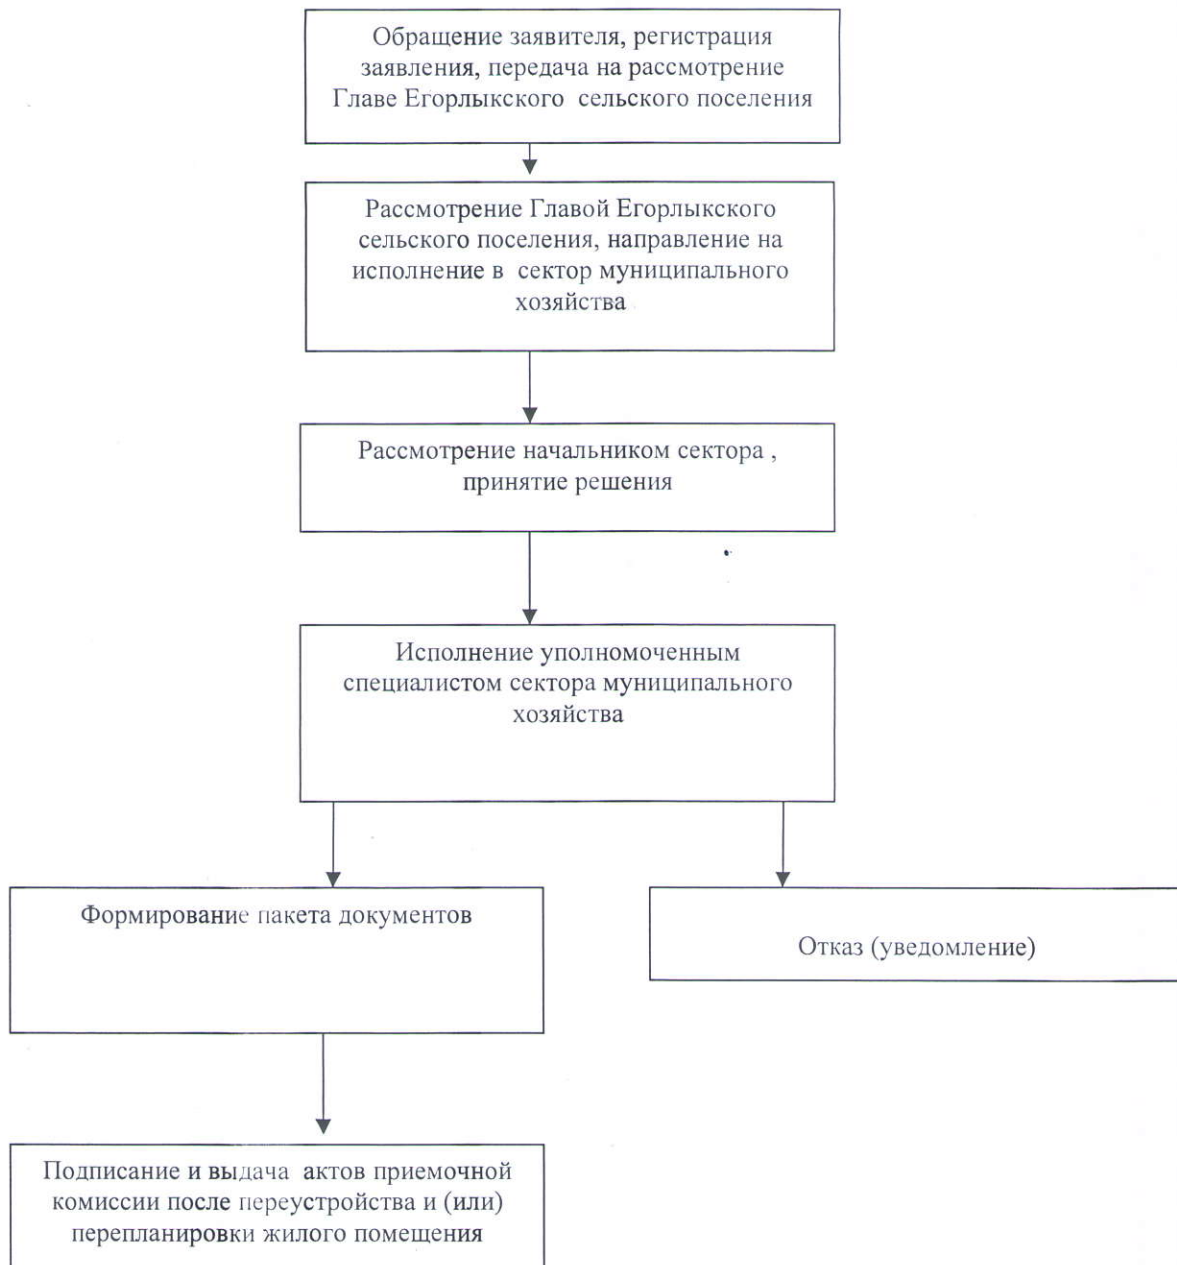 Обращение заявителя, регистрация
заявления, передача на рассмотрение
Главе Егорлыкского сельского поселения
Рассмотрение Главой Егорлыкского
сельского поселения, направление на
исполнение в сектор муниципального
хозяйства
Рассмотрение начальником сектора ,
принятие решения
Исполнение уполномоченным
специалистом сектора муниципального
хозяйства
Формирование пакета документов
Отказ (уведомление)
Подписание и выдача актов приемочной
комиссии после переустройства и (или)
перепланировки жилого помещения